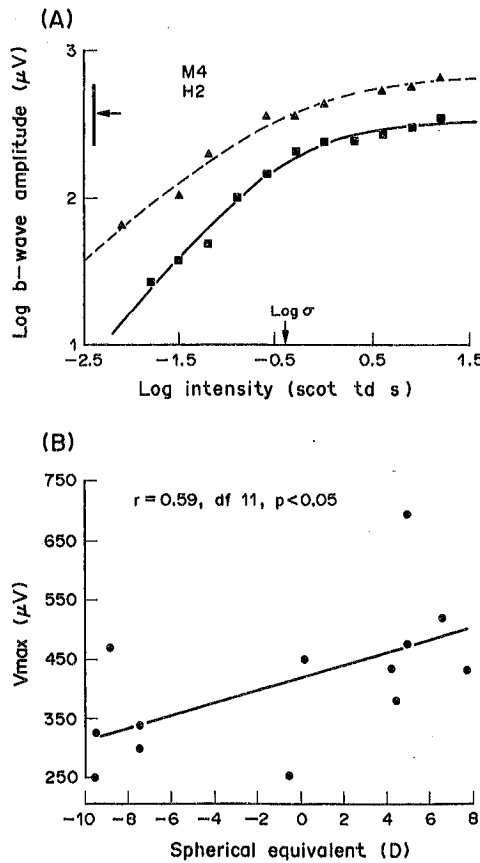 (A)
3
M4
H2
2
1
Log b-wave amplitude (μV)
Log σ
-2.5 -1.5 -0.5 0.5 1.5
Log intensity (scot td s)
(B)
750
r = 0.59, df 11, p<0.05
650
550
450
350
250
Vmax (μV)
-10 -8 -6 -4 -2 0 2 4 6 8
Spherical equivalent (D)